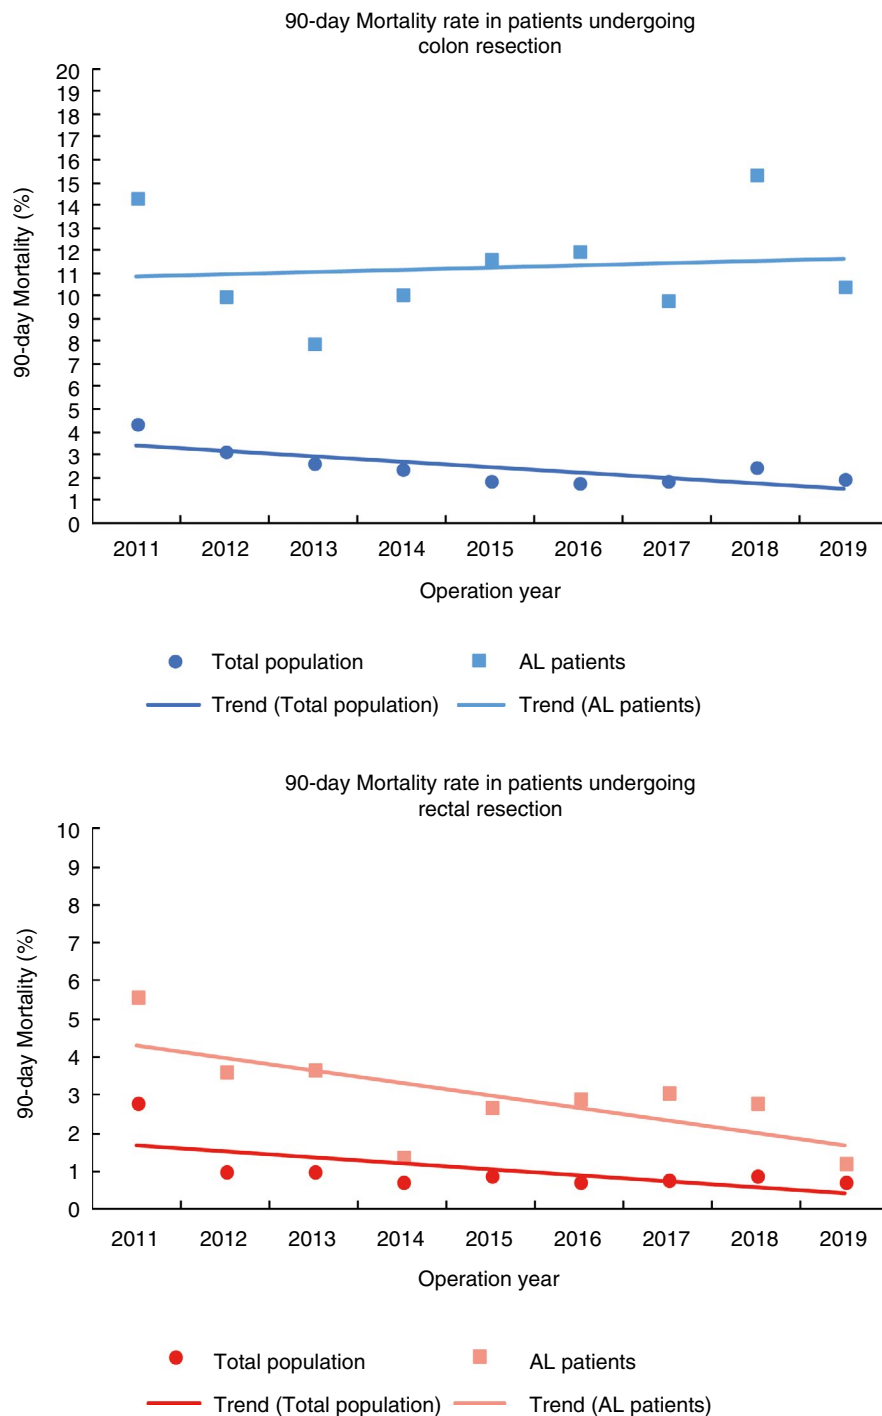 90-day Mortality rate in patients undergoing
colon resection
20
19
18
17
16
15
14
13
12
11
10
9
8
7
6
5
4
3
2
1
0
90-day Mortality (%)
2011 2012 2013 2014 2015 2016 2017 2018 2019
Operation year
Total population AL patients
Trend (Total population) Trend (AL patients)
90-day Mortality rate in patients undergoing
rectal resection
10
9
8
7
6
5
4
3
2
1
0
90-day Mortality (%)
2011 2012 2013 2014 2015 2016 2017 2018 2019
Operation year
Total population AL patients
Trend (Total population) Trend (AL patients)